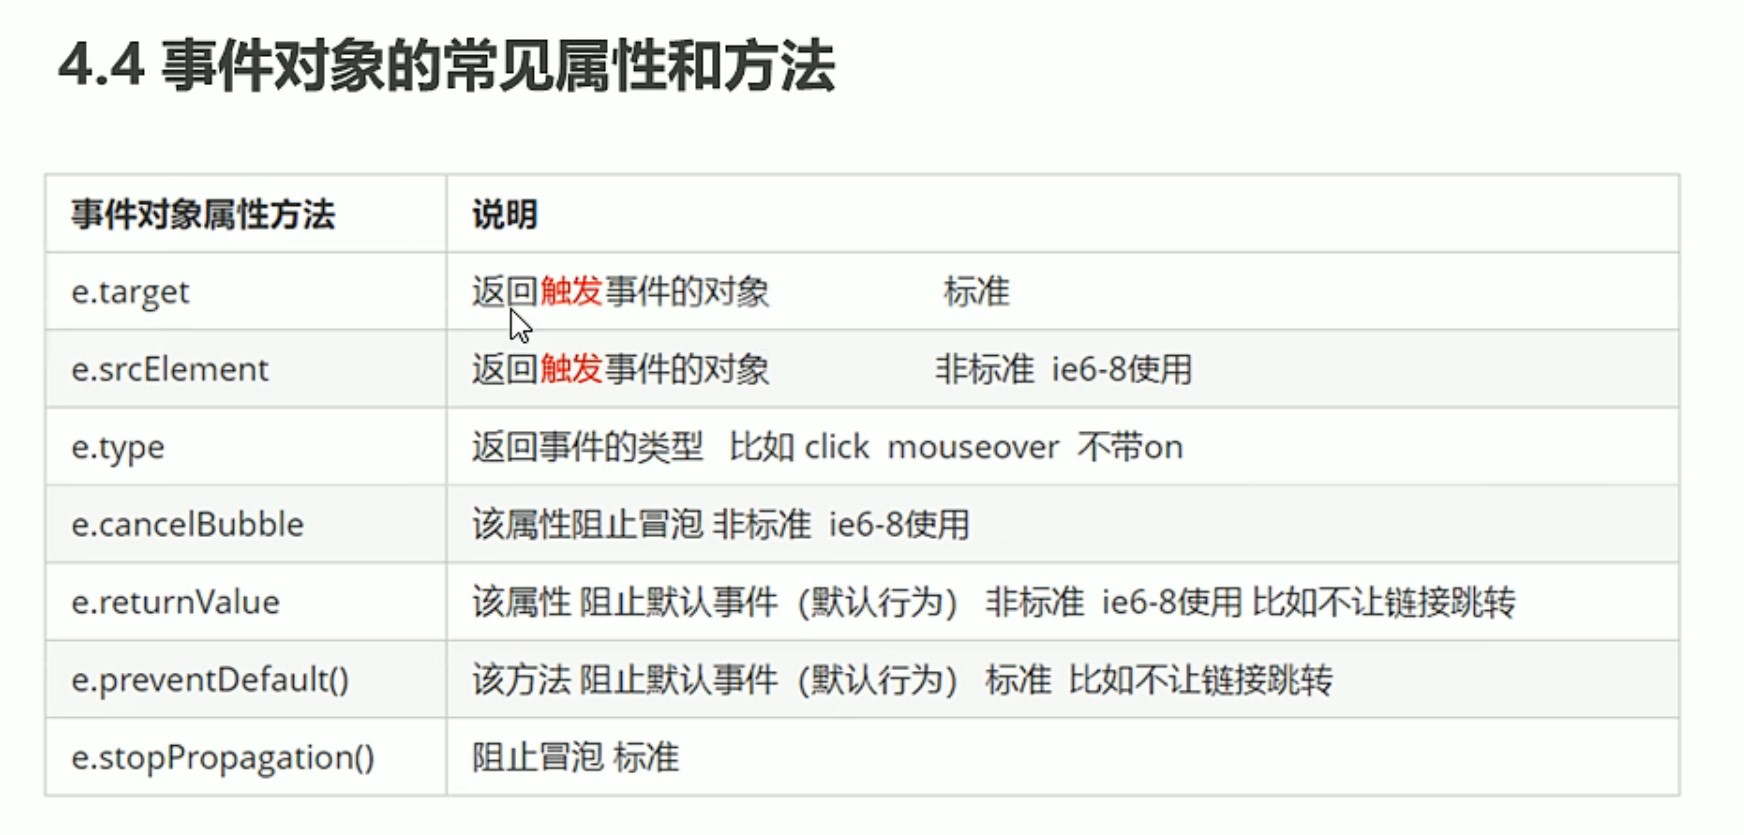 4.4 事件对象的常见属性和方法
事件对象属性方法 说明
e.target 返回触发事件的对象 标准
e.srcElement 返回触发事件的对象 非标准 ie6-8使用
e.type 返回事件的类型 比如 click mouseover 不带on
e.cancelBubble 该属性阻止冒泡 非标准 ie6-8使用
e.returnValue 该属性 阻止默认事件（默认行为） 非标准 ie6-8使用 比如不让链接跳转
e.preventDefault() 该方法 阻止默认事件（默认行为） 标准 比如不让链接跳转
e.stopPropagation() 阻止冒泡 标准